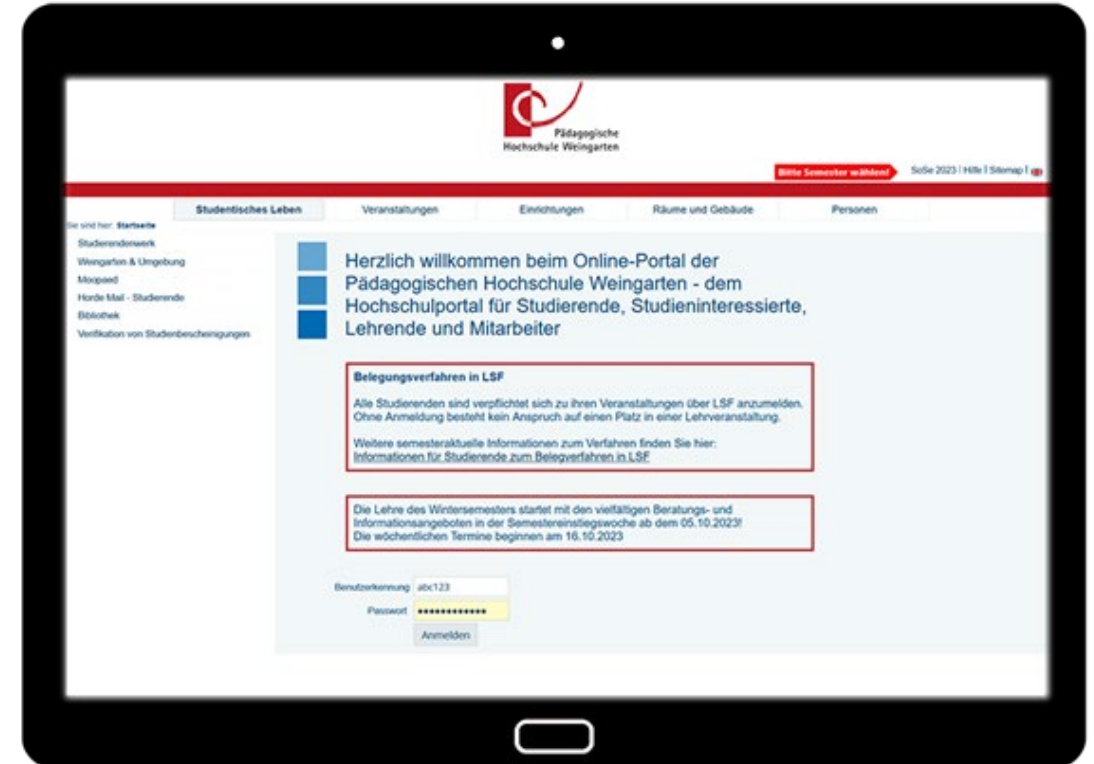 Pädagogische
Hochschule Weingarten
Bitte Semester wählen!
SoSe 2023 | Hilfe | Sitemap |
Studentisches Leben Veranstaltungen Einrichtungen Räume und Gebäude Personen
Sie sind hier: Startseite
Studierendenwerk
Weingarten & Umgebung
Moopaed
Horde Mail - Studierende
Bibliothek
Verifikation von Studienbescheinigungen
Herzlich willkommen beim Online-Portal der
Pädagogischen Hochschule Weingarten - dem
Hochschulportal für Studierende, Studieninteressierte,
Lehrende und Mitarbeiter
Belegungsverfahren in LSF
Alle Studierenden sind verpflichtet sich zu ihren Veranstaltungen über LSF anzumelden.
Ohne Anmeldung besteht kein Anspruch auf einen Platz in einer Lehrveranstaltung.
Weitere semesteraktuelle Informationen zum Verfahren finden Sie hier:
Informationen für Studierende zum Belegverfahren in LSF
Die Lehre des Wintersemesters startet mit den vielfältigen Beratungs- und
Informationsangeboten in der Semestereinstiegswoche ab dem 05.10.2023!
Die wöchentlichen Termine beginnen am 16.10.2023
Benutzerkennung abc123
Passwort ••••••••••••
Anmelden